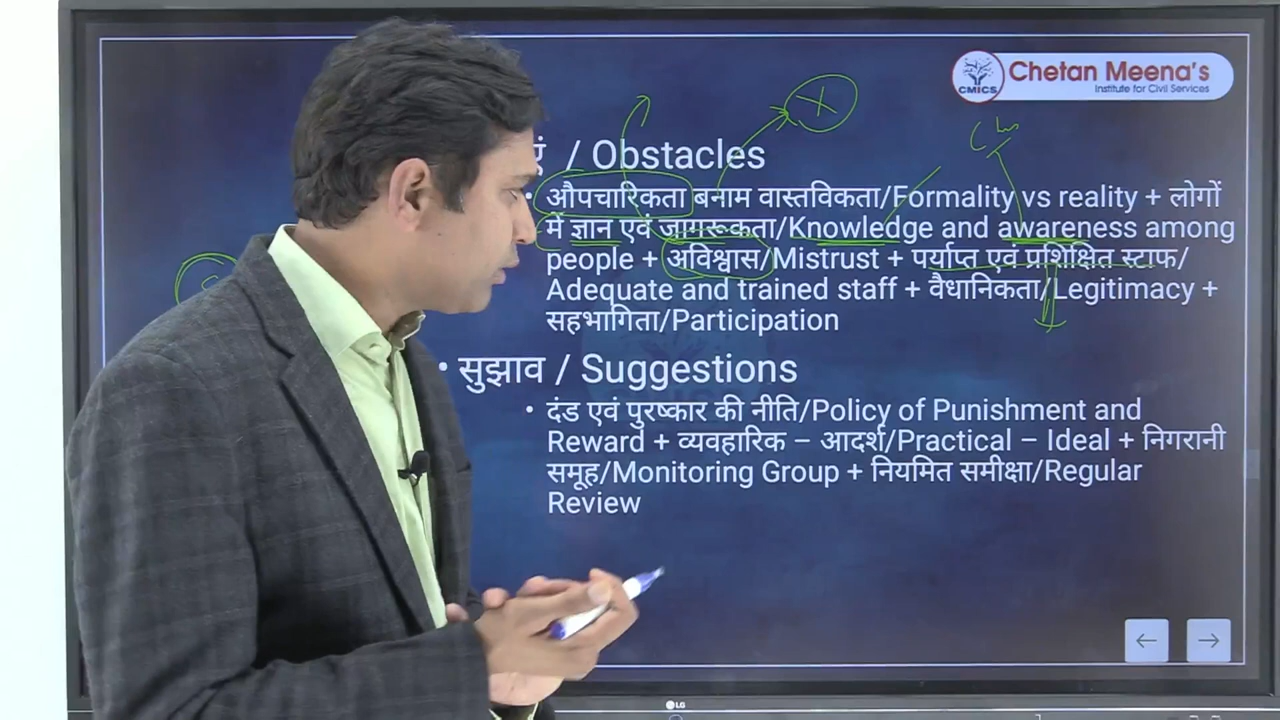 Chetan Meena's
CMICS
Institute for Civil Services
/ Obstacles
• औपचारिकता बनाम वास्तविकता/Formality vs reality + लोगों
में ज्ञान एवं जागरूकता/Knowledge and awareness among
people + अविश्वास/Mistrust + पर्याप्त एवं प्रशिक्षित स्टाफ/
Adequate and trained staff + वैधानिकता/Legitimacy +
सहभागिता/Participation
• सुझाव / Suggestions
• दंड एवं पुरष्कार की नीति/Policy of Punishment and
Reward + व्यवहारिक – आदर्श/Practical – Ideal + निगरानी
समूह/Monitoring Group + नियमित समीक्षा/Regular
Review
LG